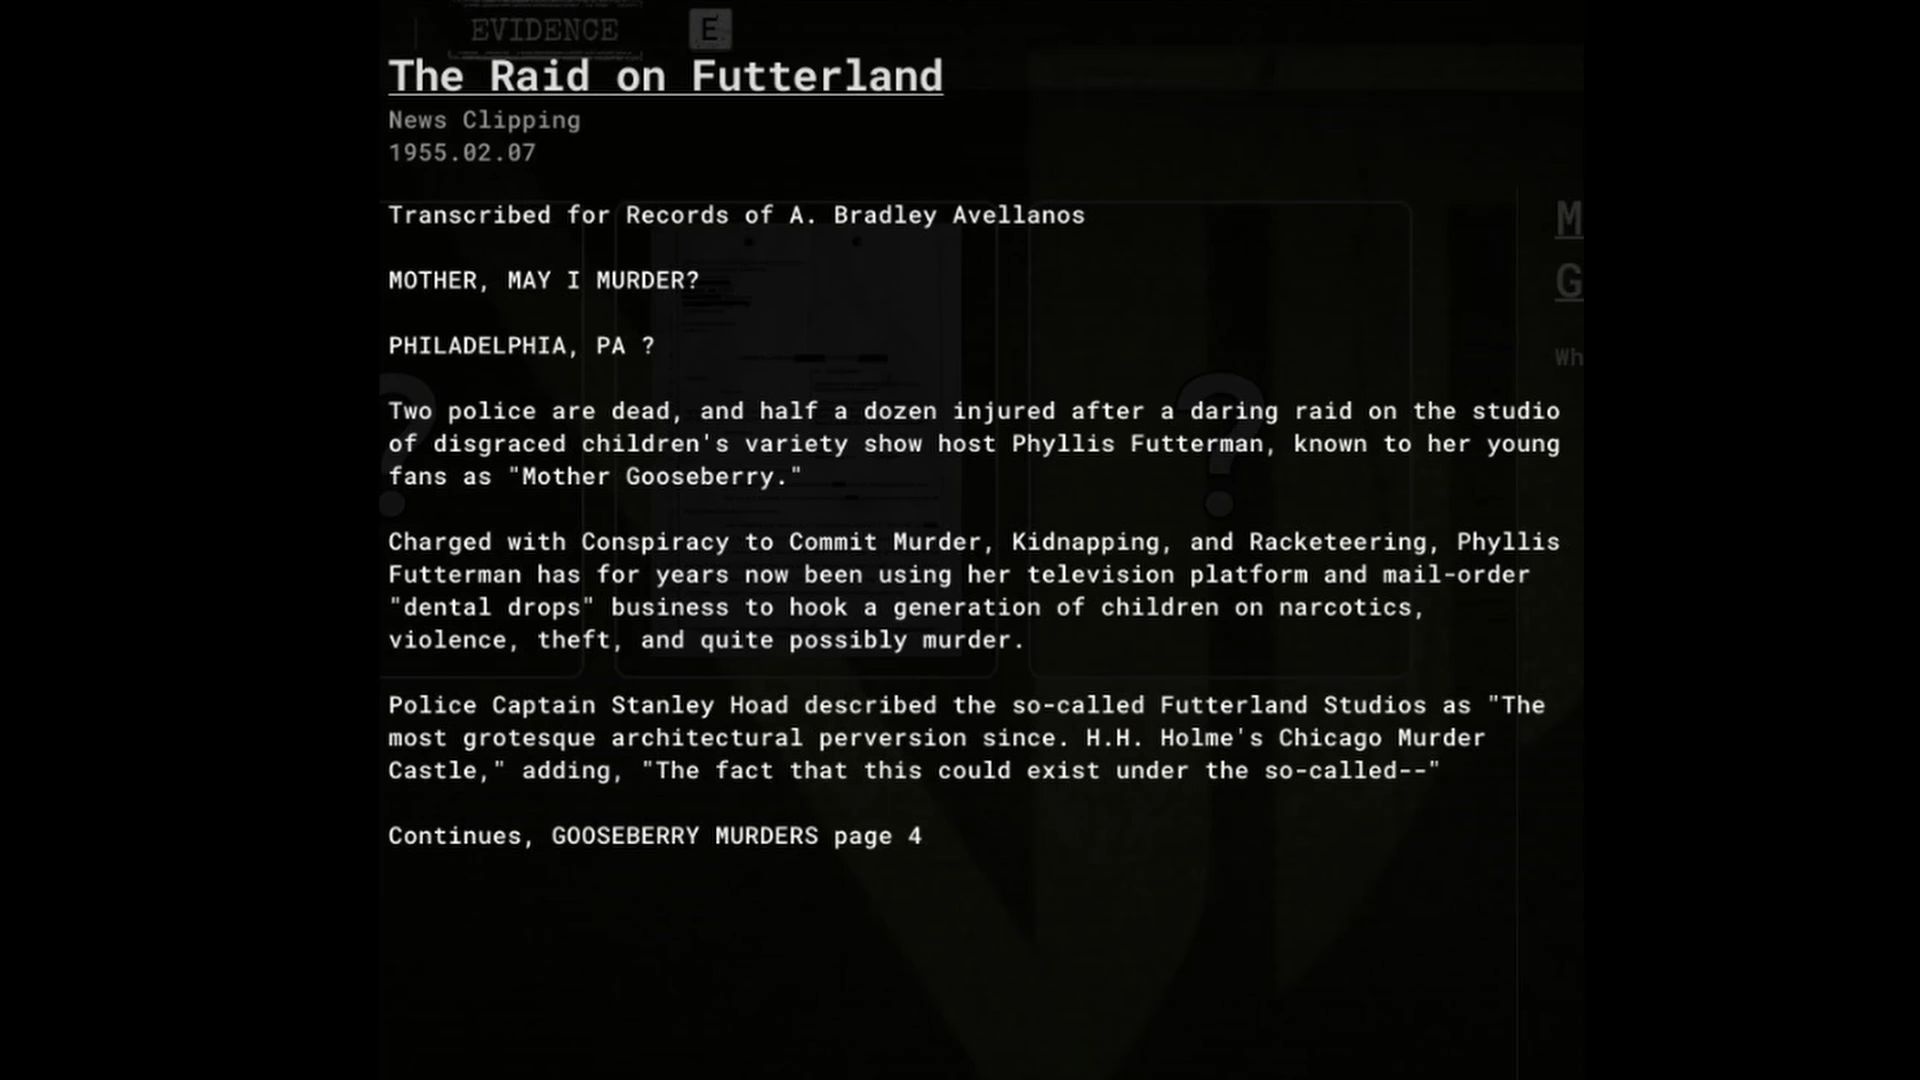 EVIDENCE E
The Raid on Futterland
News Clipping
1955.02.07
Transcribed for Records of A. Bradley Avellanos
MOTHER, MAY I MURDER?
PHILADELPHIA, PA ?
Two police are dead, and half a dozen injured after a daring raid on the studio
of disgraced children's variety show host Phyllis Futterman, known to her young
fans as "Mother Gooseberry."
Charged with Conspiracy to Commit Murder, Kidnapping, and Racketeering, Phyllis
Futterman has for years now been using her television platform and mail-order
"dental drops" business to hook a generation of children on narcotics,
violence, theft, and quite possibly murder.
Police Captain Stanley Hoad described the so-called Futterland Studios as "The
most grotesque architectural perversion since. H.H. Holme's Chicago Murder
Castle," adding, "The fact that this could exist under the so-called--"
Continues, GOOSEBERRY MURDERS page 4
M
G
Wh
?
?